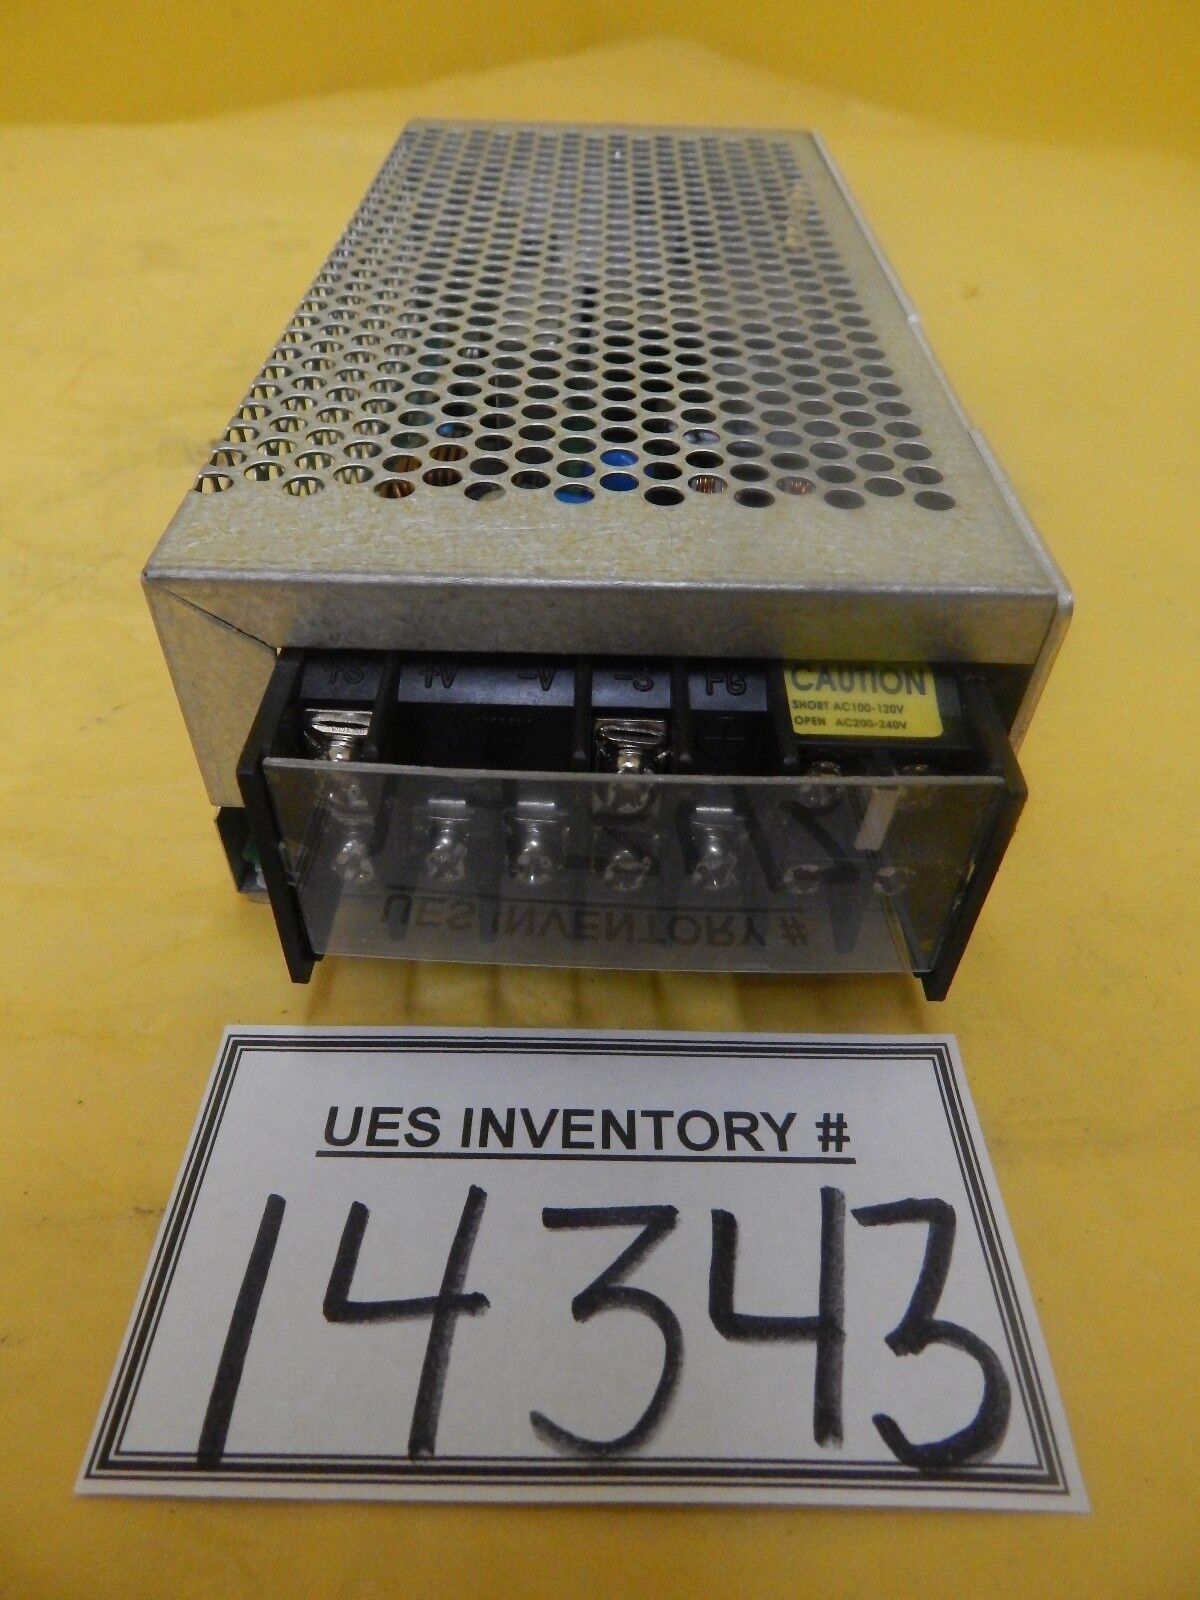 +S +V -V -S FG
CAUTION
SHORT AC100-120V
OPEN AC200-240V
UES INVENTORY #
UES INVENTORY #
14343